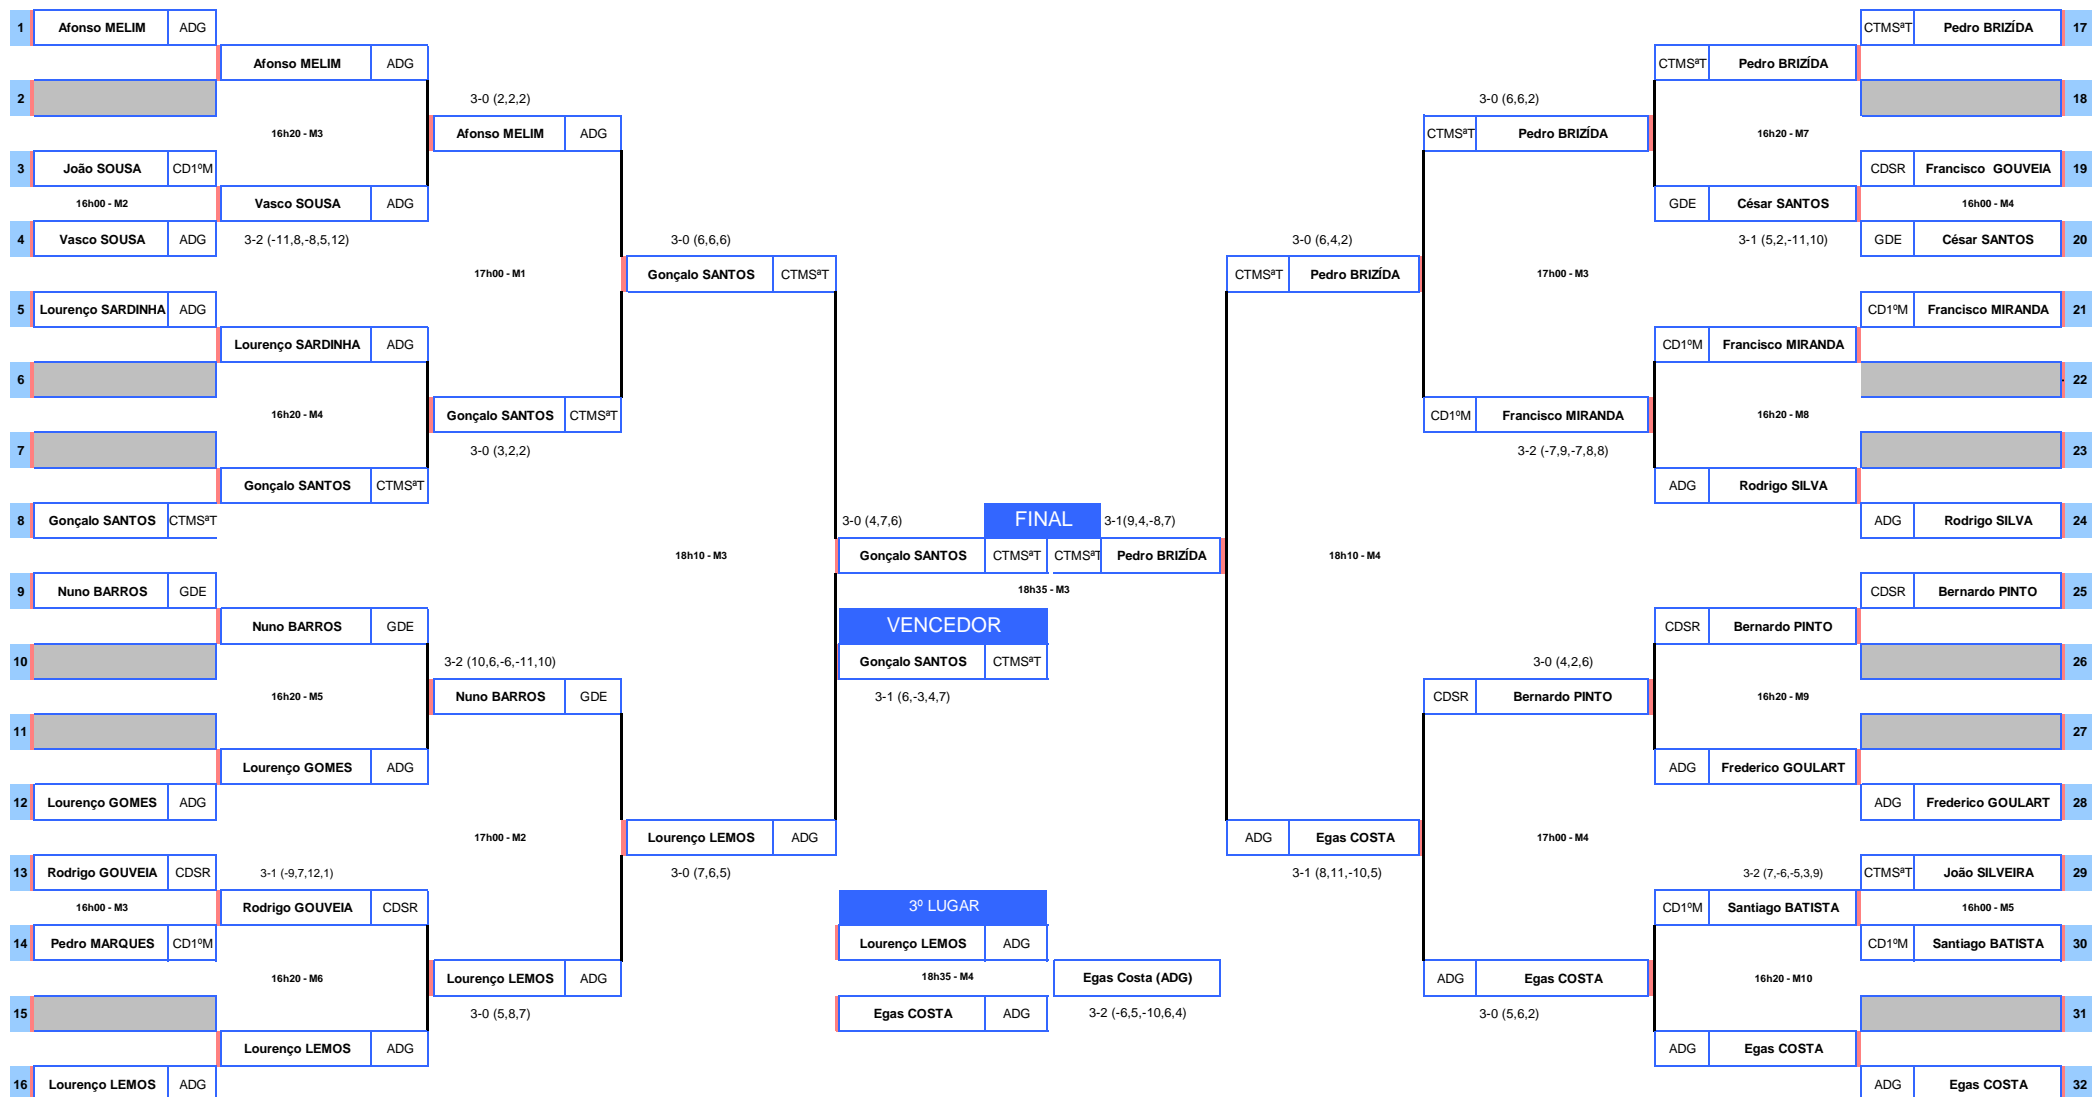 1 Afonso MELIM ADG CTMSªT Pedro BRIZÍDA 17
Afonso MELIM ADG CTMSªT Pedro BRIZÍDA
2 3-0 (2,2,2) 3-0 (6,6,2) 18
16h20 - M3 Afonso MELIM ADG CTMSªT Pedro BRIZÍDA 16h20 - M7
3 João SOUSA CD1ºM CDSR Francisco GOUVEIA 19
16h00 - M2 Vasco SOUSA ADG GDE César SANTOS 16h00 - M4
4 Vasco SOUSA ADG 3-2 (-11,8,-8,5,12) 3-0 (6,6,6) 3-0 (6,4,2) 3-1 (5,2,-11,10) GDE César SANTOS 20
17h00 - M1 Gonçalo SANTOS CTMSªT CTMSªT Pedro BRIZÍDA 17h00 - M3
5 Lourenço SARDINHA ADG CD1ºM Francisco MIRANDA 21
Lourenço SARDINHA ADG CD1ºM Francisco MIRANDA
6 22
16h20 - M4 Gonçalo SANTOS CTMSªT CD1ºM Francisco MIRANDA 16h20 - M8
7 3-0 (3,2,2) 3-2 (-7,9,-7,8,8) 23
Gonçalo SANTOS CTMSªT ADG Rodrigo SILVA
8 Gonçalo SANTOS CTMSªT 3-0 (4,7,6) FINAL 3-1(9,4,-8,7) ADG Rodrigo SILVA 24
18h10 - M3 Gonçalo SANTOS CTMSªT CTMSªT Pedro BRIZÍDA 18h10 - M4
9 Nuno BARROS GDE 18h35 - M3 CDSR Bernardo PINTO 25
Nuno BARROS GDE VENCEDOR CDSR Bernardo PINTO
10 3-2 (10,6,-6,-11,10) Gonçalo SANTOS CTMSªT 3-0 (4,2,6) 26
16h20 - M5 Nuno BARROS GDE 3-1 (6,-3,4,7) CDSR Bernardo PINTO 16h20 - M9
11 27
Lourenço GOMES ADG ADG Frederico GOULART
12 Lourenço GOMES ADG ADG Frederico GOULART 28
17h00 - M2 Lourenço LEMOS ADG ADG Egas COSTA 17h00 - M4
13 Rodrigo GOUVEIA CDSR 3-1 (-9,7,12,1) 3-0 (7,6,5) 3-1 (8,11,-10,5) 3-2 (7,-6,-5,3,9) CTMSªT João SILVEIRA 29
16h00 - M3 Rodrigo GOUVEIA CDSR 3º LUGAR CD1ºM Santiago BATISTA 16h00 - M5
14 Pedro MARQUES CD1ºM Lourenço LEMOS ADG CD1ºM Santiago BATISTA 30
16h20 - M6 Lourenço LEMOS ADG 18h35 - M4 Egas Costa (ADG) ADG Egas COSTA 16h20 - M10
15 3-0 (5,8,7) Egas COSTA ADG 3-2 (-6,5,-10,6,4) 3-0 (5,6,2) 31
Lourenço LEMOS ADG ADG Egas COSTA
16 Lourenço LEMOS ADG ADG Egas COSTA 32